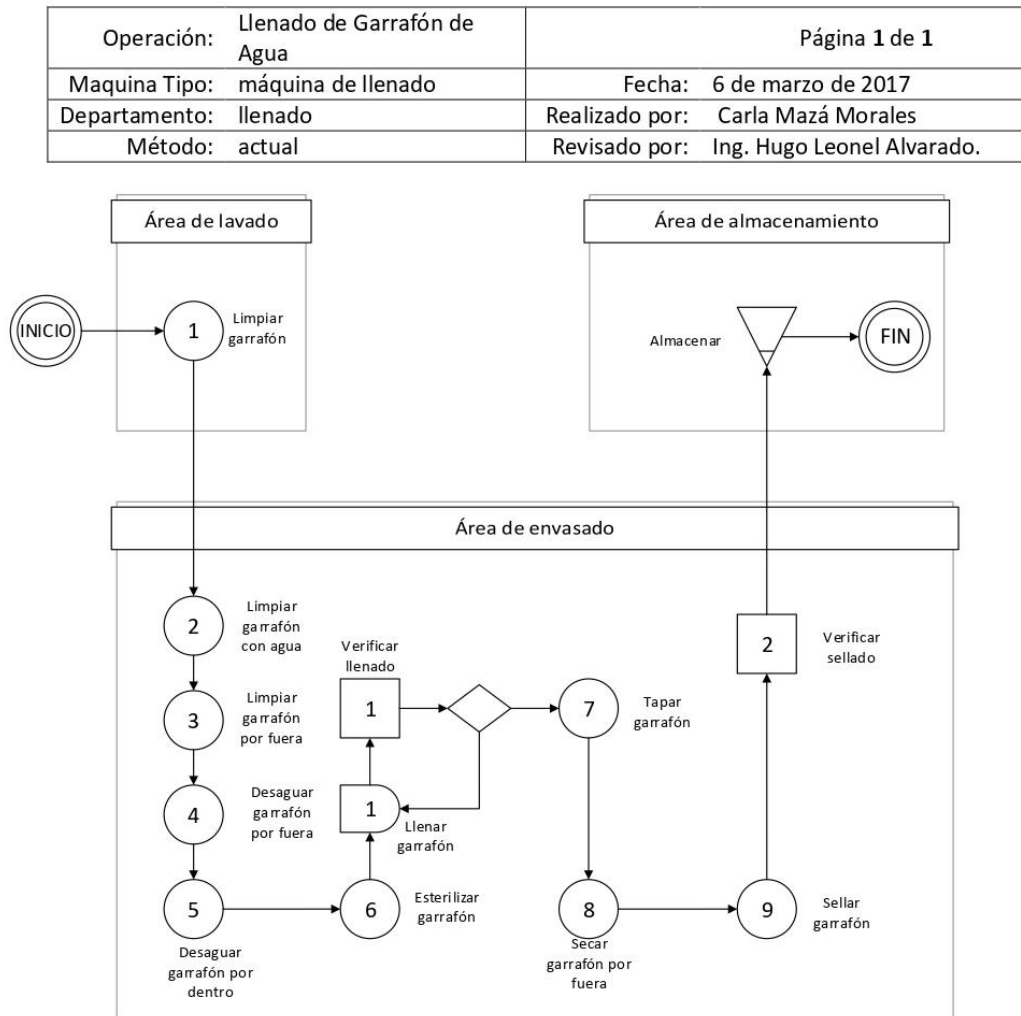 Operación:
Llenado de Garrafón de
Agua
Página 1 de 1
Maquina Tipo:
máquina de llenado
Fecha:
6 de marzo de 2017
Departamento:
llenado
Realizado por:
Carla Mazá Morales
Método:
actual
Revisado por:
Ing. Hugo Leonel Alvarado.
Área de lavado
INICIO
1
Limpiar
garrafón
Área de almacenamiento
Almacenar
FIN
Área de envasado
2
Limpiar
garrafón
con agua
3
Limpiar
garrafón
por fuera
4
Desaguar
garrafón
por fuera
5
Desaguar
garrafón por
dentro
6
Esterilizar
garrafón
1
Llenar
garrafón
Verificar
llenado
1
7
Tapar
garrafón
8
Secar
garrafón por
fuera
9
Sellar
garrafón
2
Verificar
sellado